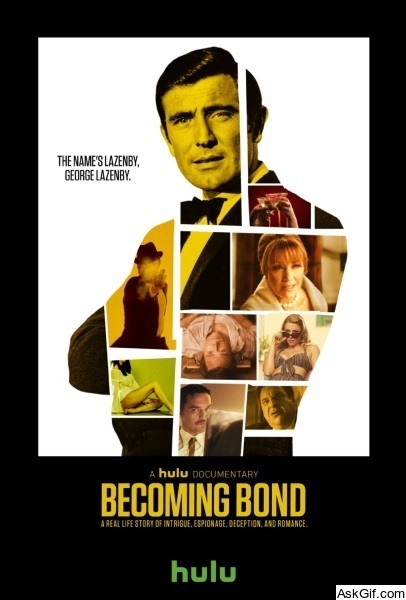 THE NAME'S LAZENBY,
GEORGE LAZENBY.
A hulu DOCUMENTARY
BECOMING BOND
A REAL LIFE STORY OF INTRIGUE, ESPIONAGE, DECEPTION, AND ROMANCE.
hulu
AskGif.com